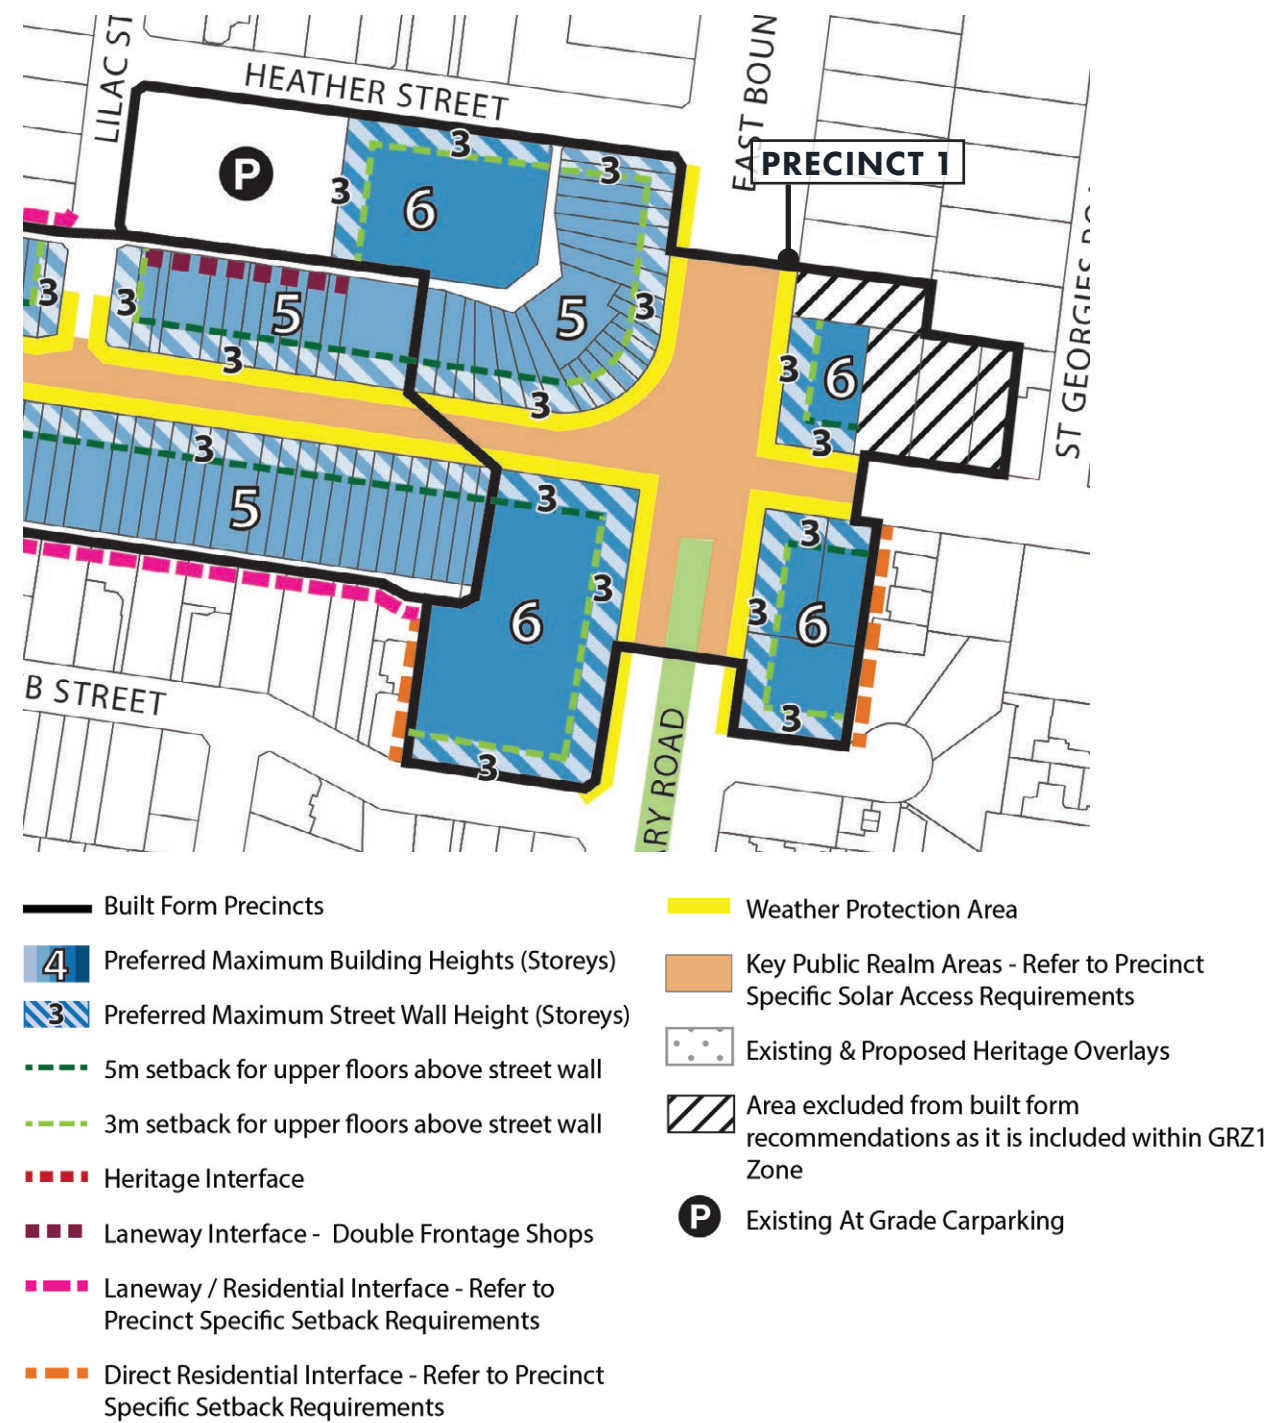 LILAC ST
HEATHER STREET
EAST BOUN
PRECINCT 1
P
3
3
3
6
3
3
5
3
5
3
3
3
6
3
ST GEORGES RO
3
5
3
3
3
6
3
6
3
3
B STREET
RY ROAD
Built Form Precincts
4 Preferred Maximum Building Heights (Storeys)
3 Preferred Maximum Street Wall Height (Storeys)
5m setback for upper floors above street wall
3m setback for upper floors above street wall
Heritage Interface
Laneway Interface - Double Frontage Shops
Laneway / Residential Interface - Refer to
Precinct Specific Setback Requirements
Direct Residential Interface - Refer to Precinct
Specific Setback Requirements
Weather Protection Area
Key Public Realm Areas - Refer to Precinct
Specific Solar Access Requirements
Existing & Proposed Heritage Overlays
Area excluded from built form
recommendations as it is included within GRZ1
Zone
P Existing At Grade Carparking